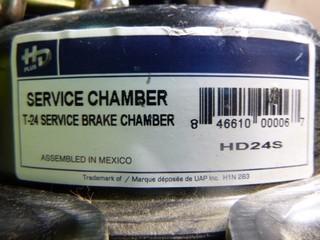 HD
PLUS
SERVICE CHAMBER
T-24 SERVICE BRAKE CHAMBER
8 46610 00006 7
HD24S
ASSEMBLED IN MEXICO
Trademark of / Marque déposée de UAP Inc. H1N 2B3